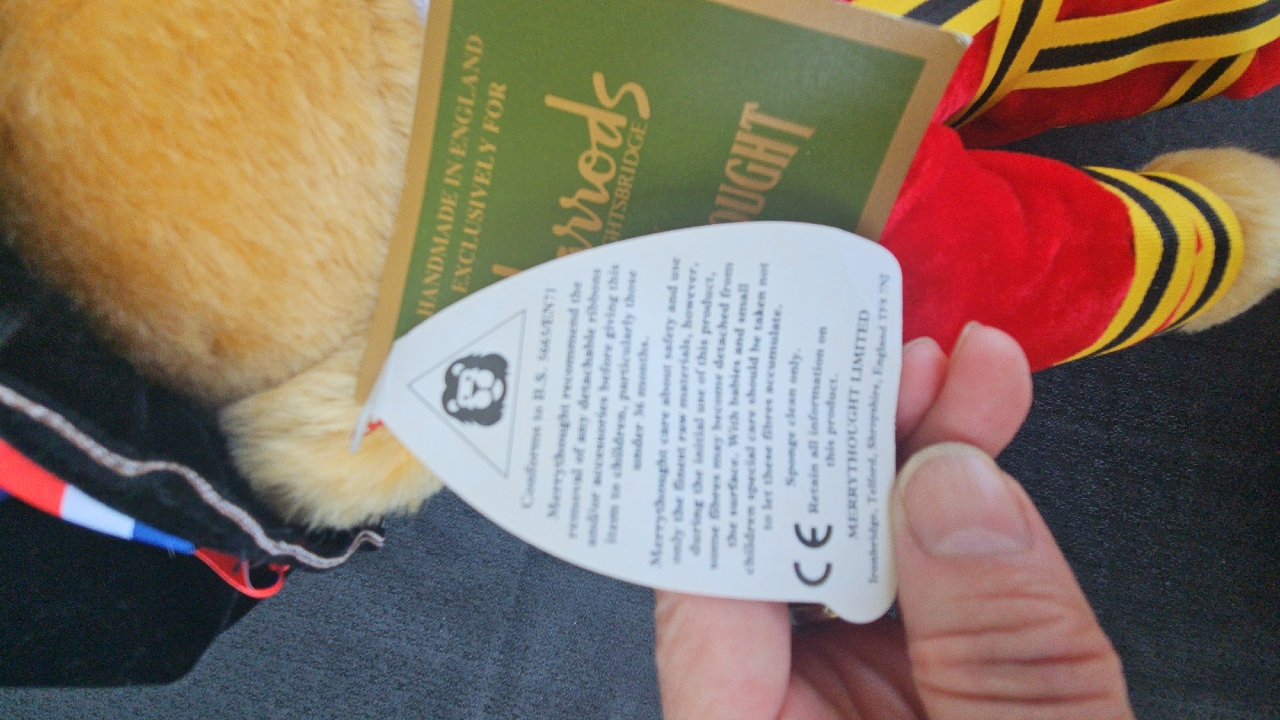 HANDMADE IN ENGLAND
EXCLUSIVELY FOR
Harrods
KNIGHTSBRIDGE
OUGHT
Conforms to B.S. 5665/EN71
Merrythought recommend the
removal of any detachable ribbons
and/or accessories before giving this
item to children, particularly those
under 36 months.
Merrythought care about safety and use
only the finest raw materials, however,
during the initial use of this product,
some fibres may become detached from
the surface. With babies and small
children special care should be taken not
to let these fibres accumulate.
Sponge clean only.
CE Retain all information on
this product.
MERRYTHOUGHT LIMITED
Ironbridge, Telford, Shropshire, England TF8 7NJ